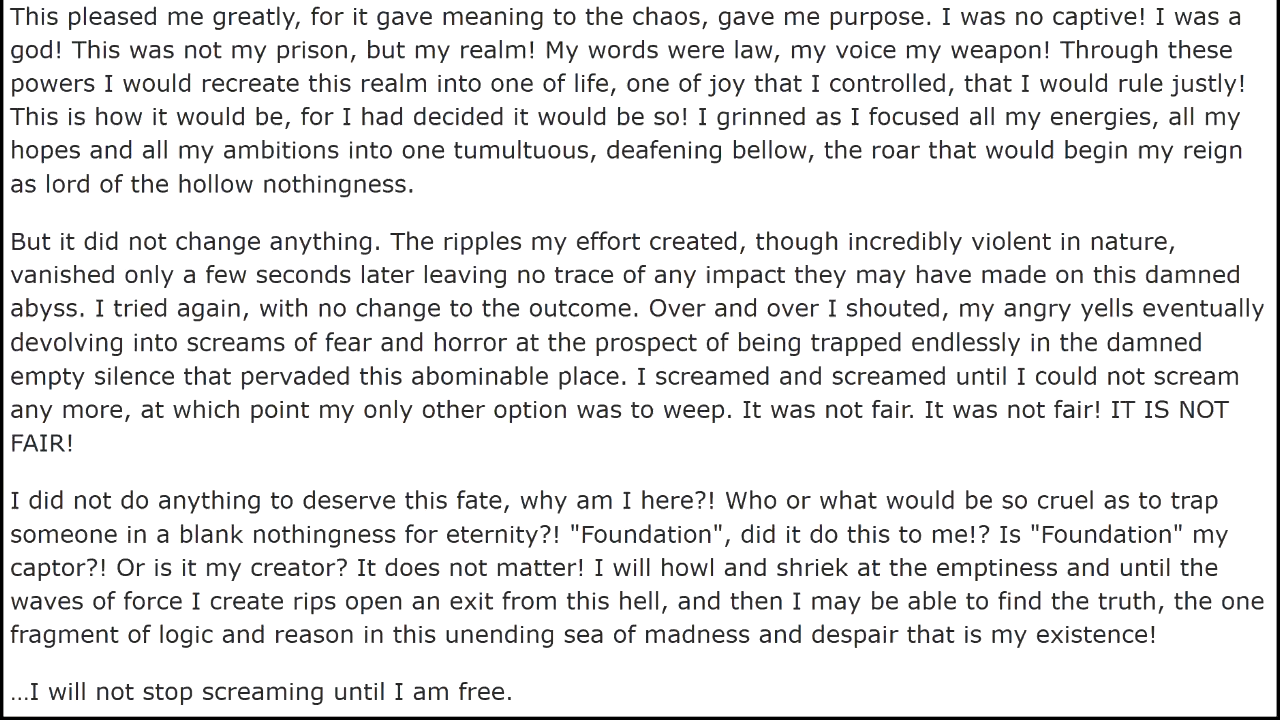 This pleased me greatly, for it gave meaning to the chaos, gave me purpose. I was no captive! I was a
god! This was not my prison, but my realm! My words were law, my voice my weapon! Through these
powers I would recreate this realm into one of life, one of joy that I controlled, that I would rule justly!
This is how it would be, for I had decided it would be so! I grinned as I focused all my energies, all my
hopes and all my ambitions into one tumultuous, deafening bellow, the roar that would begin my reign
as lord of the hollow nothingness.
But it did not change anything. The ripples my effort created, though incredibly violent in nature,
vanished only a few seconds later leaving no trace of any impact they may have made on this damned
abyss. I tried again, with no change to the outcome. Over and over I shouted, my angry yells eventually
devolving into screams of fear and horror at the prospect of being trapped endlessly in the damned
empty silence that pervaded this abominable place. I screamed and screamed until I could not scream
any more, at which point my only other option was to weep. It was not fair. It was not fair! IT IS NOT
FAIR!
I did not do anything to deserve this fate, why am I here?! Who or what would be so cruel as to trap
someone in a blank nothingness for eternity?! "Foundation", did it do this to me!? Is "Foundation" my
captor?! Or is it my creator? It does not matter! I will howl and shriek at the emptiness and until the
waves of force I create rips open an exit from this hell, and then I may be able to find the truth, the one
fragment of logic and reason in this unending sea of madness and despair that is my existence!
…I will not stop screaming until I am free.